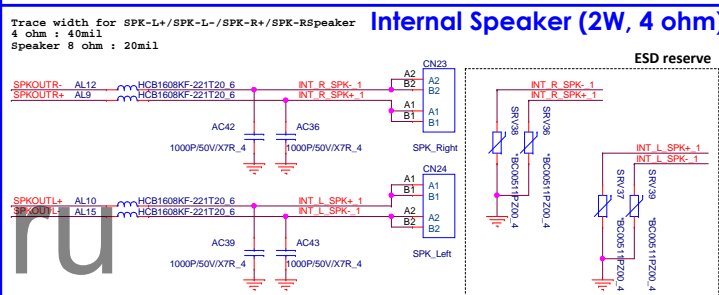 Trace width for SPK-L+/SPK-L-/SPK-R+/SPK-RSpeaker
4 ohm : 40mil
Speaker 8 ohm : 20mil
Internal Speaker (2W, 4 ohm)
ESD reserve
CN23
SPKOUTR- AL12 HCB1608KF-221T20_6 INT_R_SPK-_1 A2 A2
SPKOUTR+ AL9 HCB1608KF-221T20_6 INT_R_SPK+_1 B2 B2
A1 A1
B1 B1
AC42 AC36
1000P/50V/X7R_4 1000P/50V/X7R_4
SPK_Right
INT_R_SPK-_1
INT_R_SPK+_1
SRV38 SRV36
*BC00511PZ00_4 *BC00511PZ00_4
CN24
SPKOUTL+ AL10 HCB1608KF-221T20_6 INT_L_SPK+_1 A1 A1
SPKOUTL- AL15 HCB1608KF-221T20_6 INT_L_SPK-_1 B1 B1
A2 A2
B2 B2
AC39 AC43
1000P/50V/X7R_4 1000P/50V/X7R_4
SPK_Left
INT_L_SPK+_1
INT_L_SPK-_1
SRV37 SRV39
*BC00511PZ00_4 *BC00511PZ00_4
ru